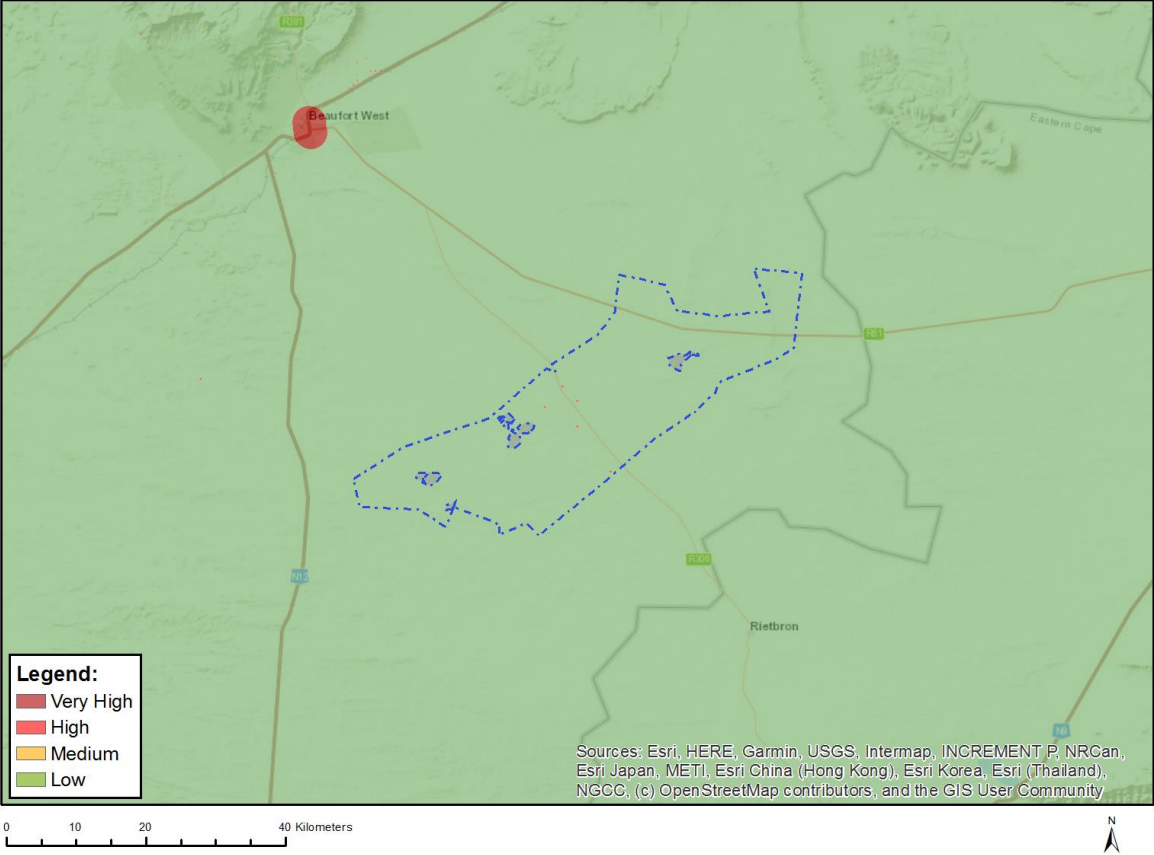 R381
Beaufort West
Eastern Cape
R61
N12
R306
Rietbron
N9
Legend:
Very High
High
Medium
Low
Sources: Esri, HERE, Garmin, USGS, Intermap, INCREMENT P, NRCan,
Esri Japan, METI, Esri China (Hong Kong), Esri Korea, Esri (Thailand),
NGCC, (c) OpenStreetMap contributors, and the GIS User Community
0 10 20 40 Kilometers
N